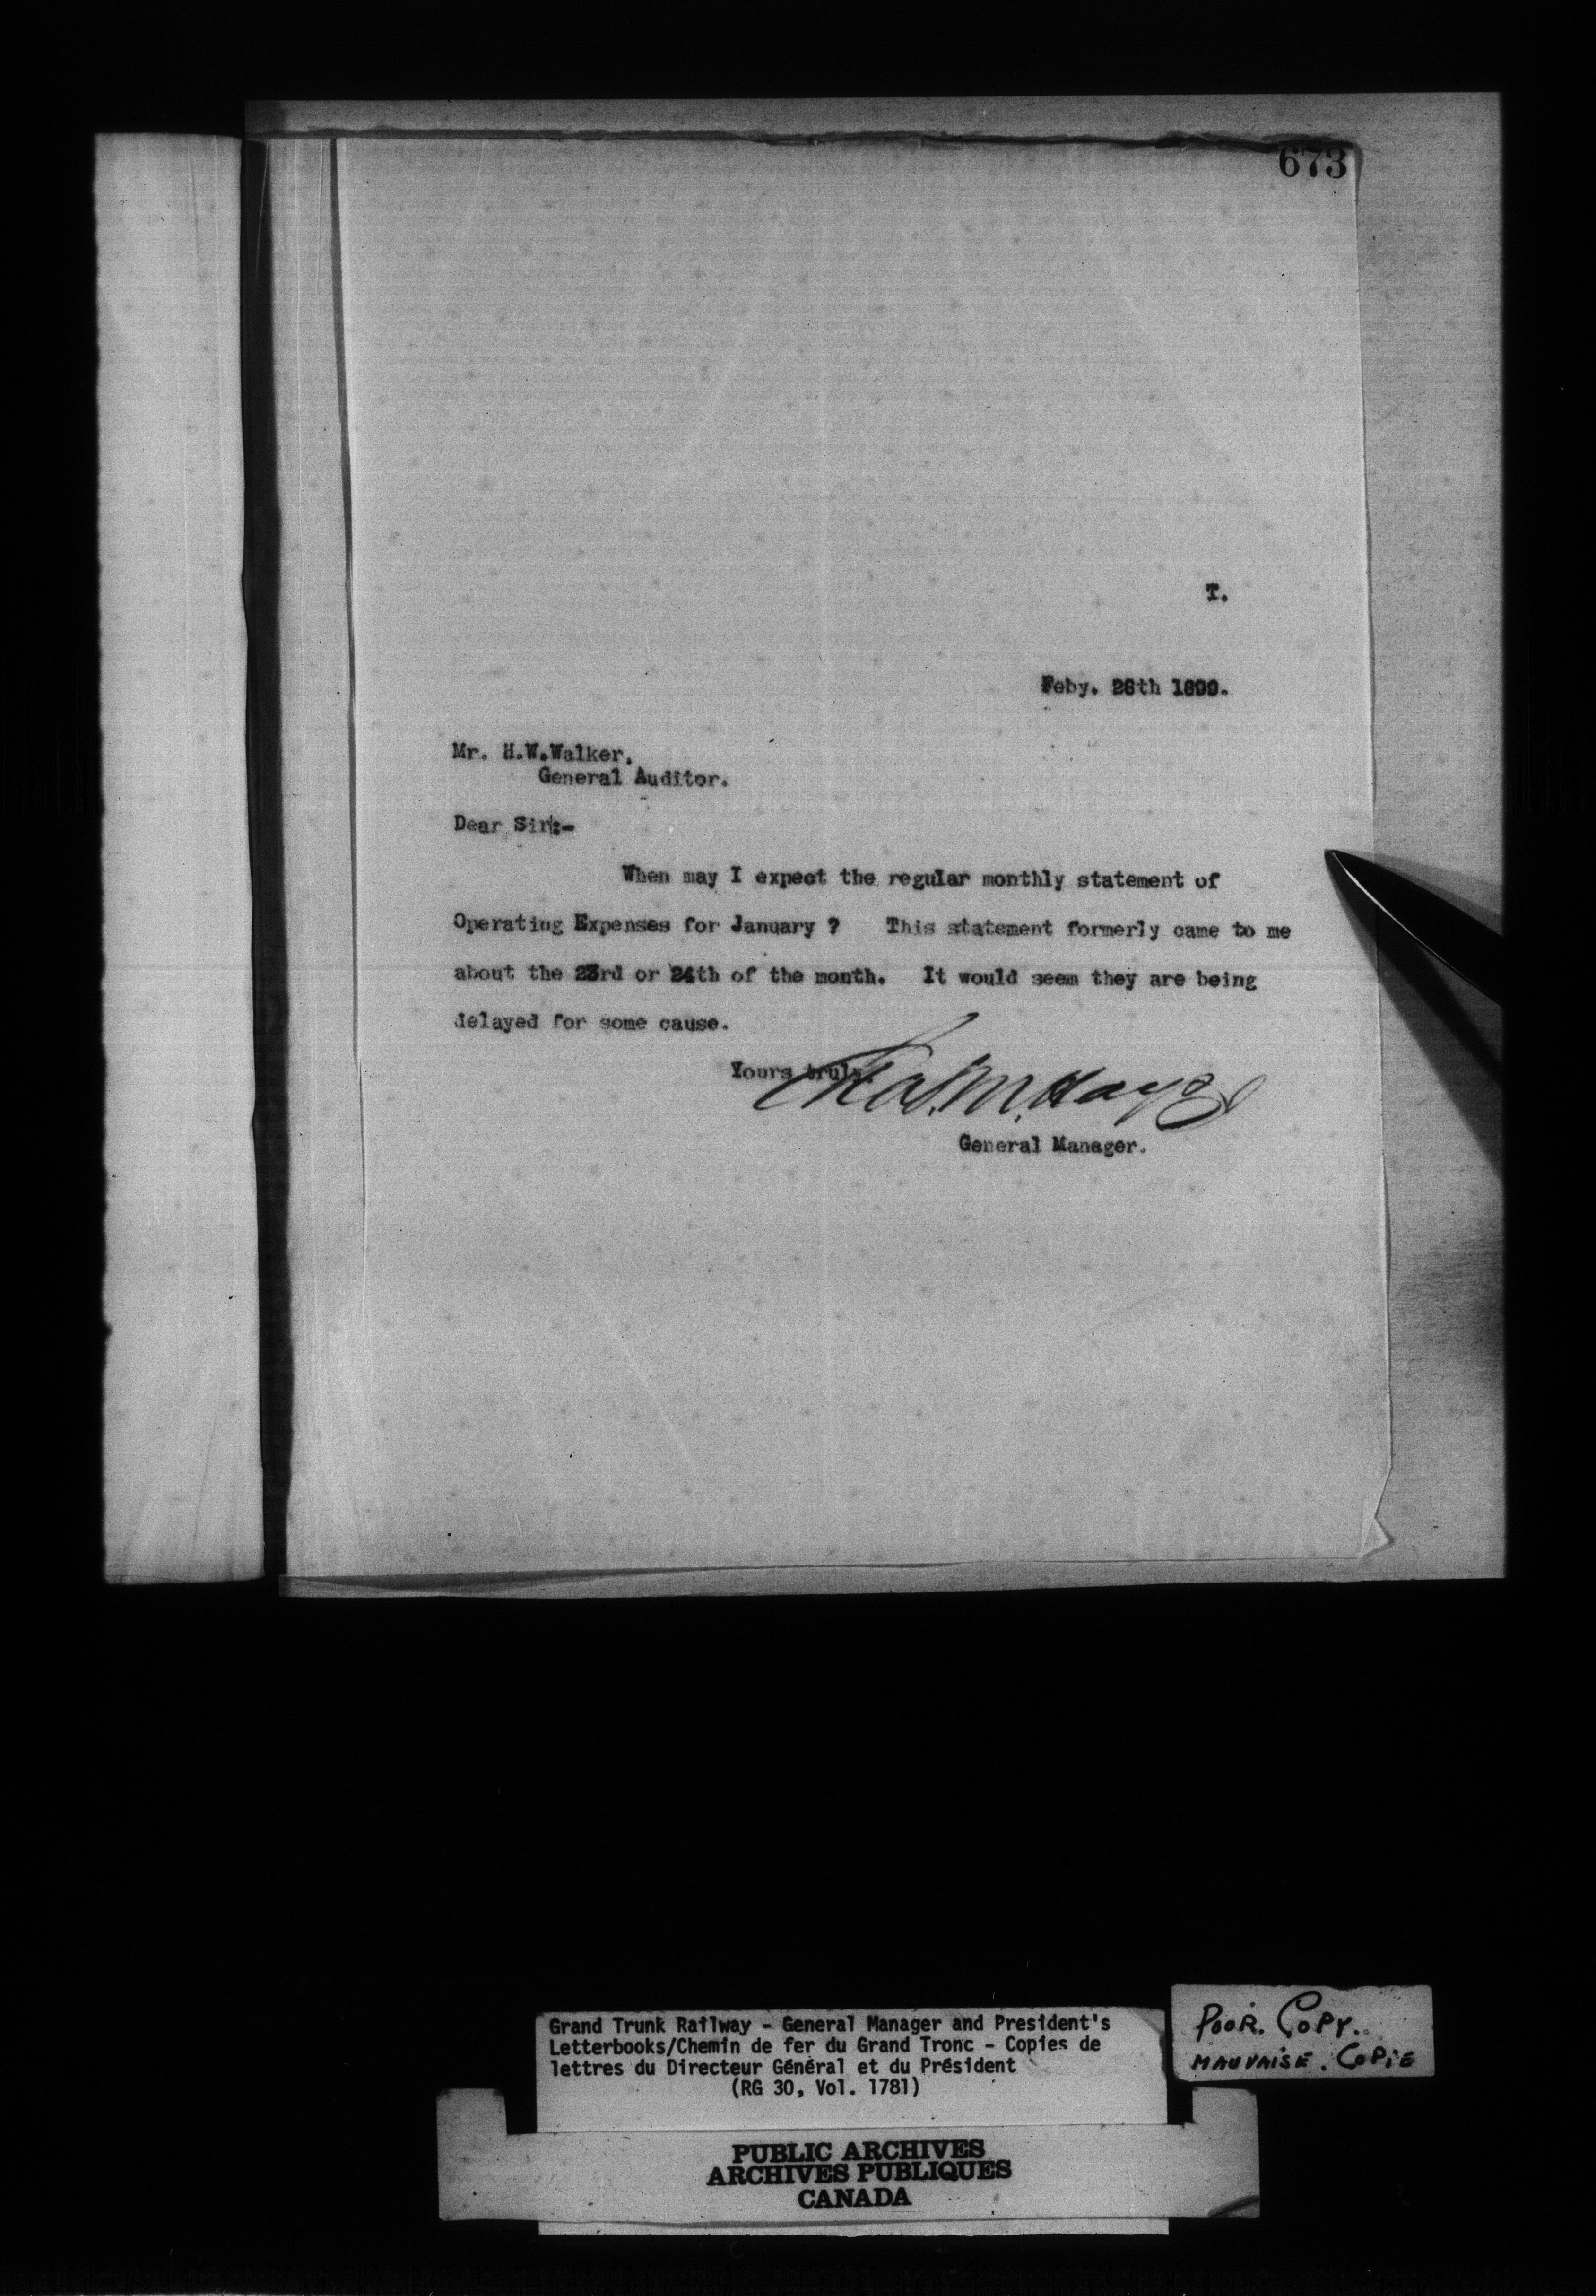 673
T.
Feby. 28th 1899.
Mr. H.W.Walker,
General Auditor.
Dear Sir:-
When may I expect the regular monthly statement of
Operating Expenses for January ? This statement formerly came to me
about the 23rd or 24th of the month. It would seem they are being
delayed for some cause.
Yours truly,
Chas. M. Hays
General Manager.
Grand Trunk Railway - General Manager and President's
Letterbooks/Chemin de fer du Grand Tronc - Copies de
lettres du Directeur Général et du Président
(RG 30, Vol. 1781)
POOR. COPY.
MAUVAISE. COPIE
PUBLIC ARCHIVES
ARCHIVES PUBLIQUES
CANADA